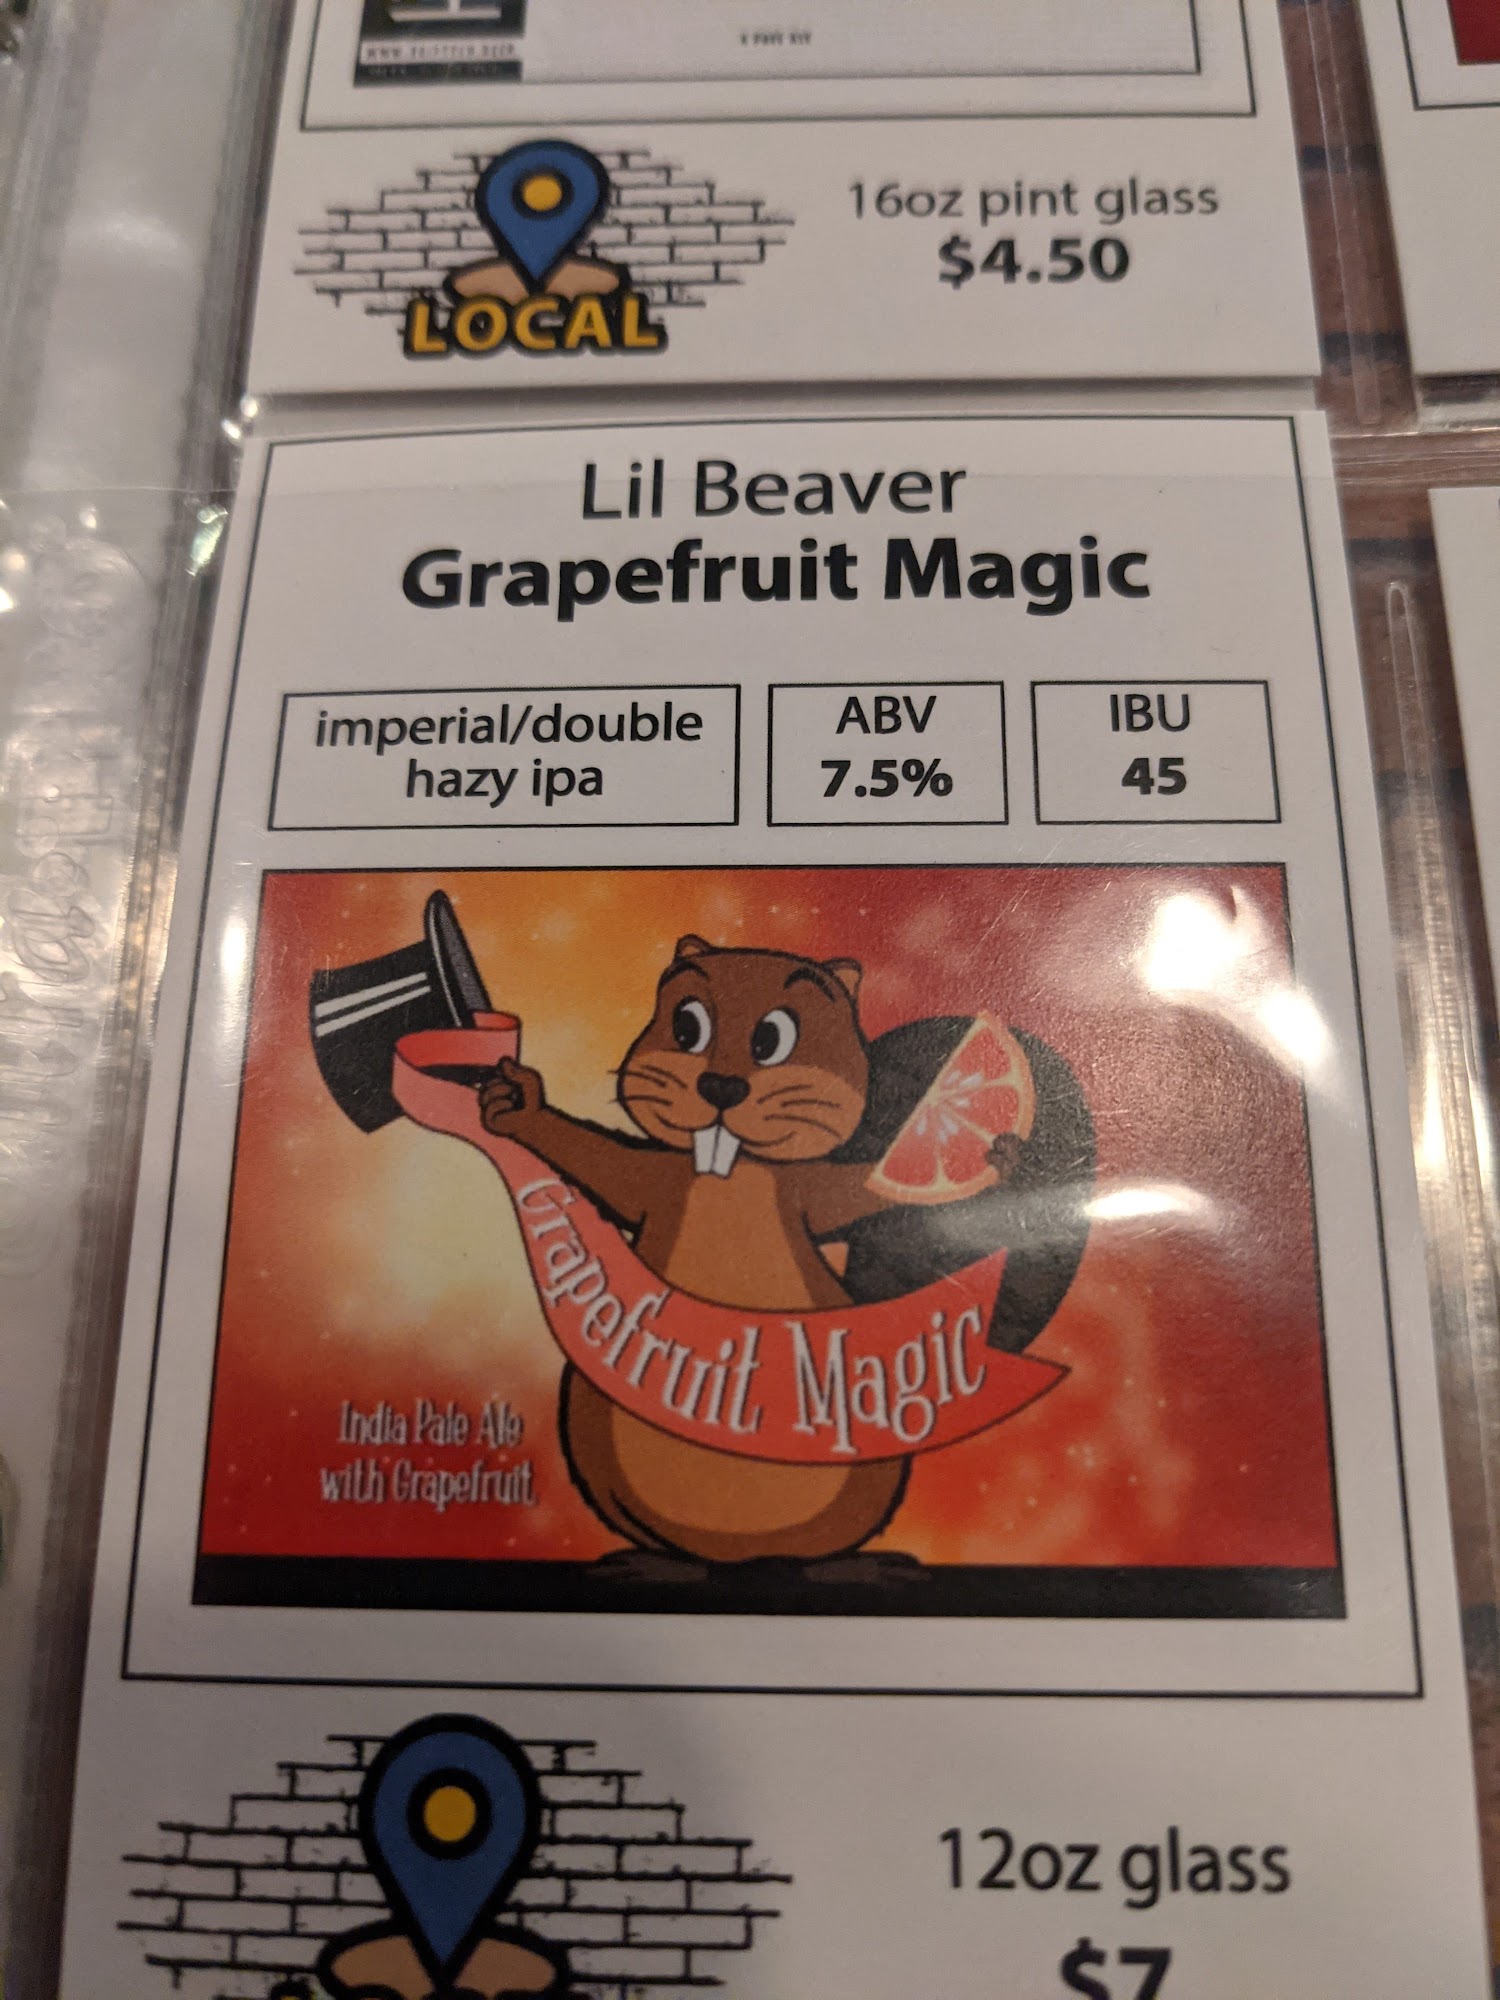 16oz pint glass
$4.50
LOCAL
Lil Beaver
Grapefruit Magic
imperial/double
hazy ipa
ABV
7.5%
IBU
45
Grapefruit Magic
India Pale Ale
with Grapefruit
12oz glass
$7